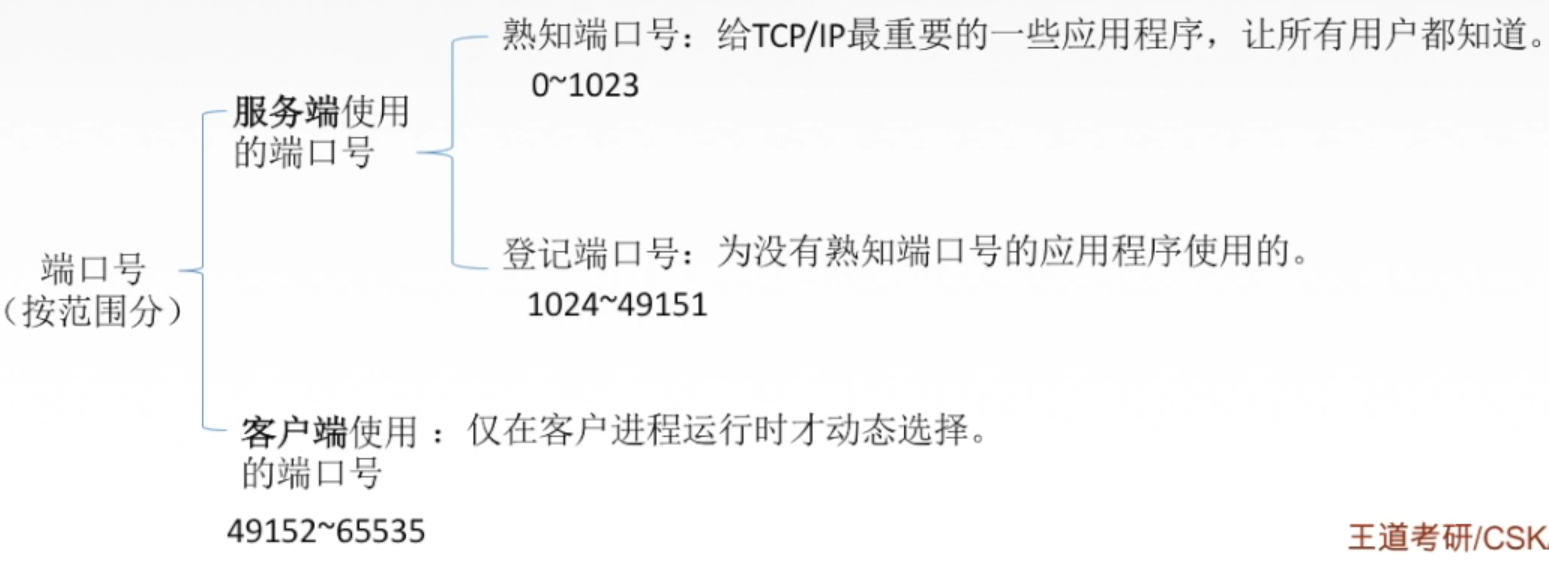 熟知端口号：给TCP/IP最重要的一些应用程序，让所有用户都知道。
0~1023
服务端使用
的端口号
登记端口号：为没有熟知端口号的应用程序使用的。
1024~49151
端口号
（按范围分）
客户端使用 ：仅在客户进程运行时才动态选择。
的端口号
49152~65535
王道考研/CSK